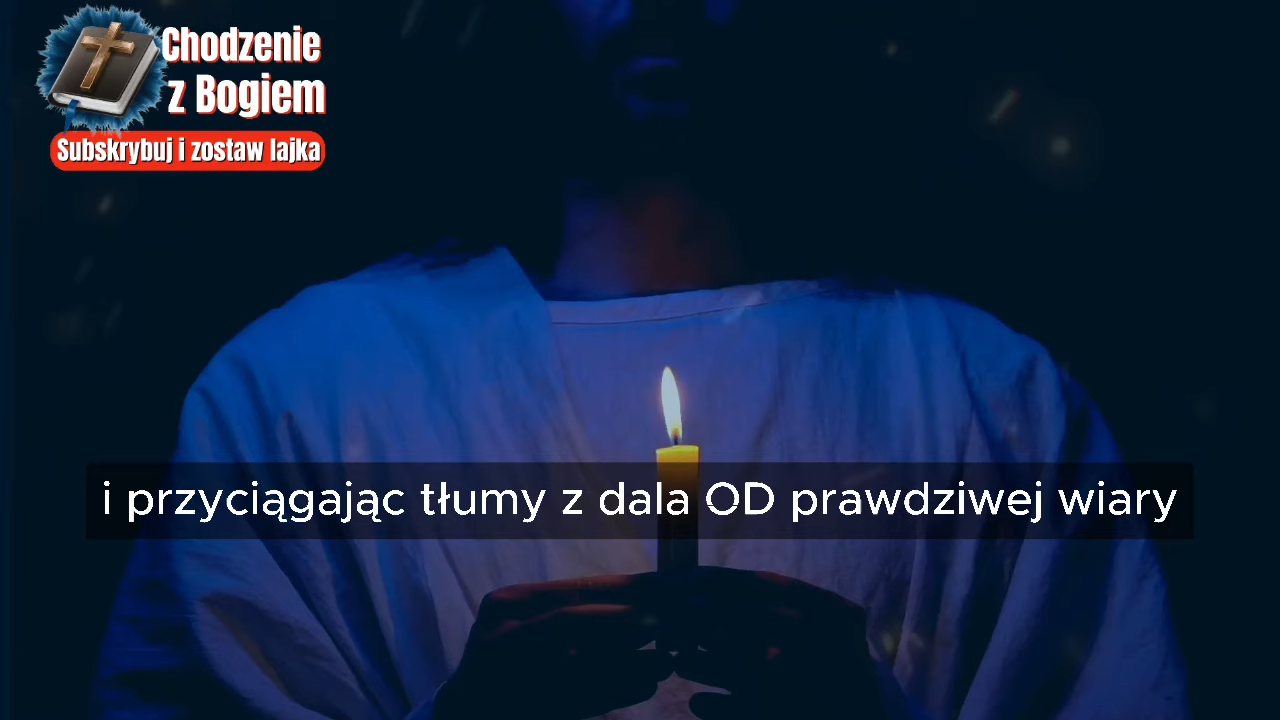 Chodzenie
z Bogiem
Subskrybuj i zostaw lajka
i przyciągając tłumy z dala OD prawdziwej wiary